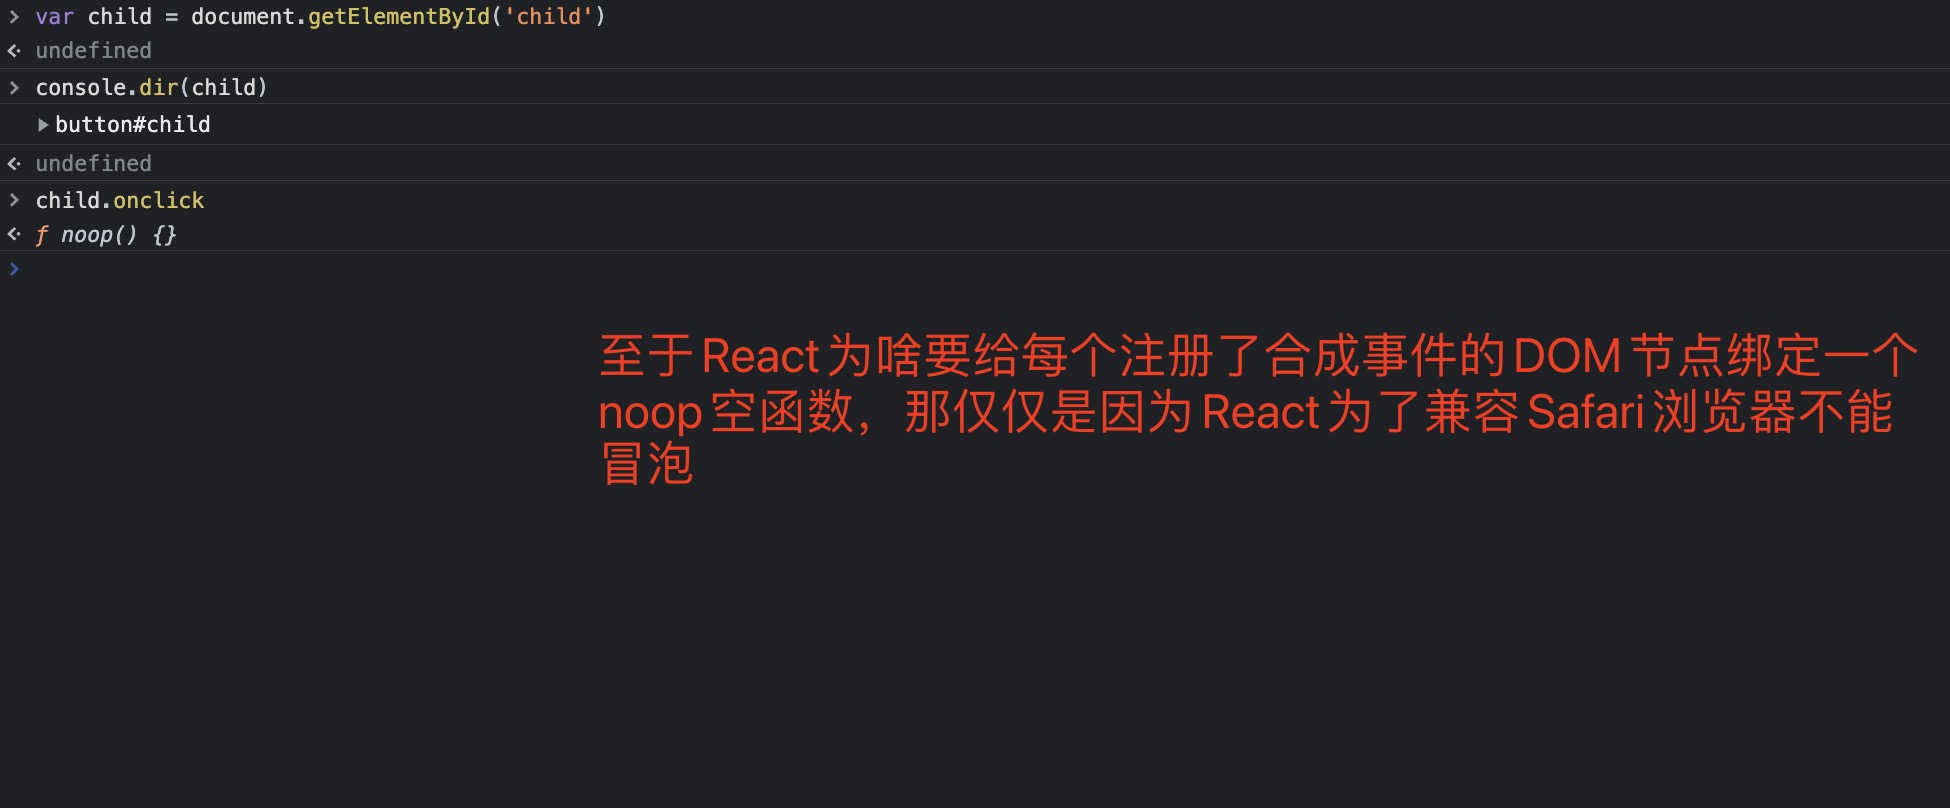 var child = document.getElementById('child')
undefined
console.dir(child)
button#child
undefined
child.onclick
ƒ noop() {}
至于React为啥要给每个注册了合成事件的DOM节点绑定一个
noop空函数，那仅仅是因为React为了兼容Safari浏览器不能
冒泡